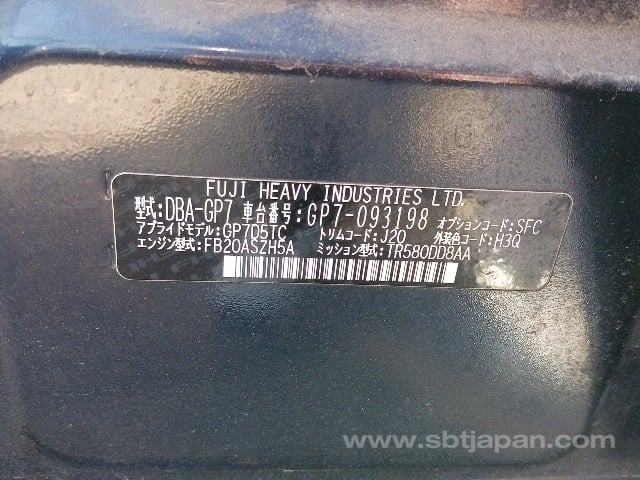 FUJI HEAVY INDUSTRIES LTD.
型式:DBA-GP7 車台番号:GP7-093198 オプションコード:SFC
アプライドモデル:GP7D5TC トリムコード:J20 外装色コード:H3Q
エンジン型式:FB20ASZH5A ミッション型式:TR580DD8AA
www.sbtjapan.com/